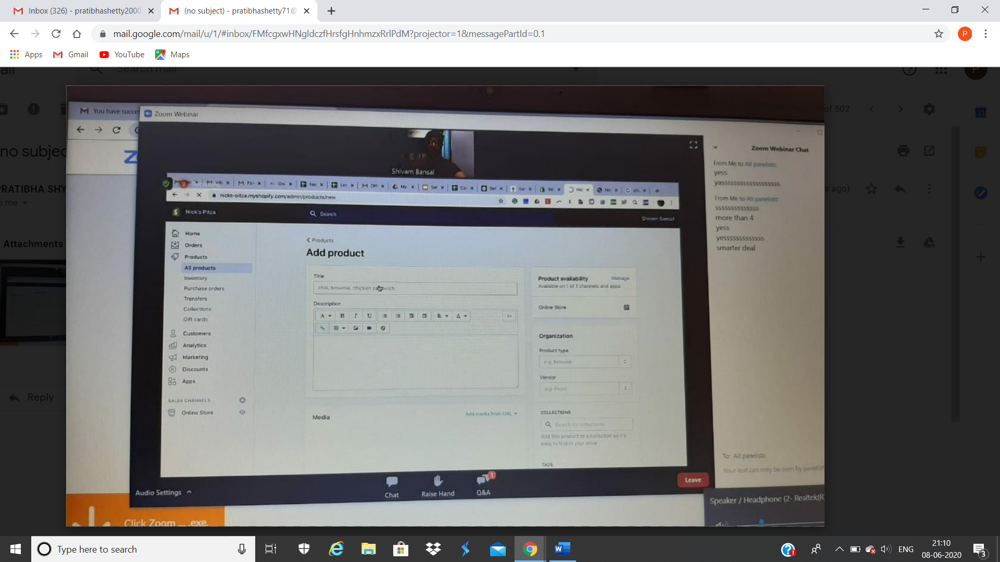 Inbox (326) - pratibhashetty2000
(no subject) - pratibhashetty71@
mail.google.com/mail/u/1/#inbox/FMfcgxwHNgldczfHrsfgHnhmzxRrlPdM?projector=1&messagePartId=0.1
P
Apps
Gmail
YouTube
Maps
Search mail
of 502
no subjec
PRATIBHA SHY
o me
s ago)
Attachments
Reply
You have succe
Zoom Webinar
Shivam Bansal
nicks-pitza.myshopify.com/admin/products/new
Nick's Pitza
Search
Shivam Bansal
Home
Orders
Products
All products
Inventory
Purchase orders
Transfers
Collections
Gift cards
Customers
Analytics
Marketing
Discounts
Apps
SALES CHANNELS
Online Store
Products
Add product
Title
chili, brownie, chicken sandwich
Description
Media
Add media from URL
Product availability
Manage
Available on 1 of 1 channels and apps
Online Store
Organization
Product type
e.g. Brownie
Vendor
e.g. Pepsi
COLLECTIONS
Search for collections
Add this product to a collection so it's
easy to find in your store.
TAGS
Zoom Webinar Chat
From Me to All panelists:
yess
yasssssssssssssssssss
From Me to All panelists:
ssssssssssssss
more than 4
yess
yesssssssssssss
smarter deal
To: All panelists
Your text can only be seen by panelist
Audio Settings
Chat
Raise Hand
Q&A
1
Leave
Click Zoom ... .exe.
Speaker / Headphone (2- Realtek(R
Type here to search
ENG
21:10
08-06-2020
3